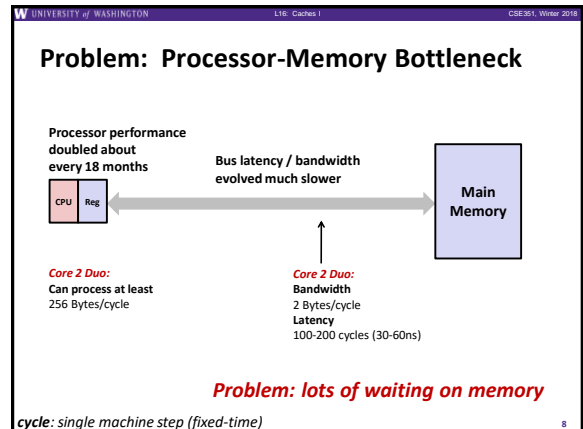 W UNIVERSITY of WASHINGTON
L16: Caches I
CSE351, Winter 2018
Problem: Processor-Memory Bottleneck
Processor performance
doubled about
every 18 months
Bus latency / bandwidth
evolved much slower
CPU
Reg
Main
Memory
Core 2 Duo:
Can process at least
256 Bytes/cycle
Core 2 Duo:
Bandwidth
2 Bytes/cycle
Latency
100-200 cycles (30-60ns)
Problem: lots of waiting on memory
cycle: single machine step (fixed-time)
8